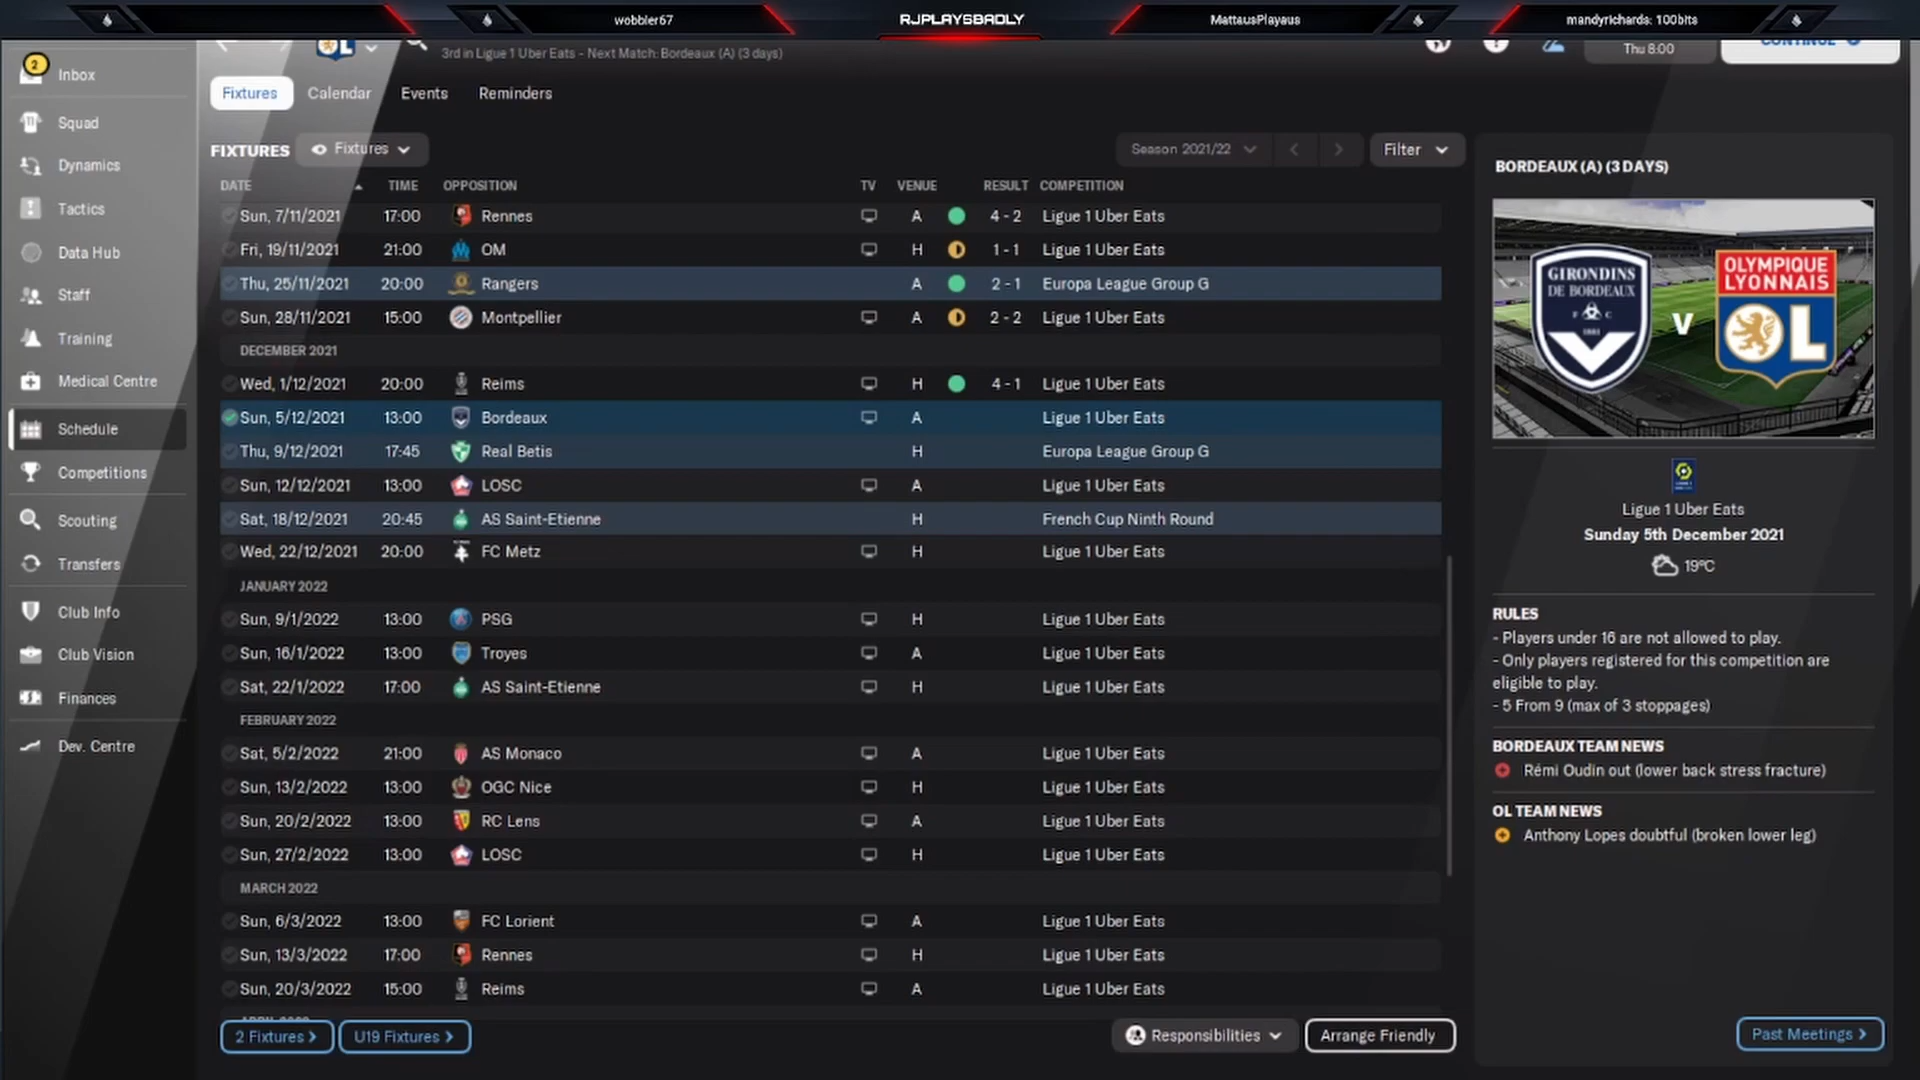 wobbler67
RJPLAYSBADLY
MattausPlayaus
mandyrichards: 100bits
3rd in Ligue 1 Uber Eats - Next Match: Bordeaux (A) (3 days)
Thu 8:00
CONTINUE
2
Inbox
Squad
Dynamics
Tactics
Data Hub
Staff
Training
Medical Centre
Schedule
Competitions
Scouting
Transfers
Club Info
Club Vision
Finances
Dev. Centre
Fixtures Calendar Events Reminders
FIXTURES Fixtures Season 2021/22 Filter
DATE TIME OPPOSITION TV VENUE RESULT COMPETITION
Sun, 7/11/2021 17:00 Rennes A 4 - 2 Ligue 1 Uber Eats
Fri, 19/11/2021 21:00 OM H 1 - 1 Ligue 1 Uber Eats
Thu, 25/11/2021 20:00 Rangers A 2 - 1 Europa League Group G
Sun, 28/11/2021 15:00 Montpellier A 2 - 2 Ligue 1 Uber Eats
DECEMBER 2021
Wed, 1/12/2021 20:00 Reims H 4 - 1 Ligue 1 Uber Eats
Sun, 5/12/2021 13:00 Bordeaux A Ligue 1 Uber Eats
Thu, 9/12/2021 17:45 Real Betis H Europa League Group G
Sun, 12/12/2021 13:00 LOSC A Ligue 1 Uber Eats
Sat, 18/12/2021 20:45 AS Saint-Etienne H French Cup Ninth Round
Wed, 22/12/2021 20:00 FC Metz H Ligue 1 Uber Eats
JANUARY 2022
Sun, 9/1/2022 13:00 PSG H Ligue 1 Uber Eats
Sun, 16/1/2022 13:00 Troyes A Ligue 1 Uber Eats
Sat, 22/1/2022 17:00 AS Saint-Etienne H Ligue 1 Uber Eats
FEBRUARY 2022
Sat, 5/2/2022 21:00 AS Monaco A Ligue 1 Uber Eats
Sun, 13/2/2022 13:00 OGC Nice H Ligue 1 Uber Eats
Sun, 20/2/2022 13:00 RC Lens A Ligue 1 Uber Eats
Sun, 27/2/2022 13:00 LOSC H Ligue 1 Uber Eats
MARCH 2022
Sun, 6/3/2022 13:00 FC Lorient A Ligue 1 Uber Eats
Sun, 13/3/2022 17:00 Rennes H Ligue 1 Uber Eats
Sun, 20/3/2022 15:00 Reims A Ligue 1 Uber Eats
2 Fixtures > U19 Fixtures > Responsibilities Arrange Friendly
BORDEAUX (A) (3 DAYS)
GIRONDINS
DE BORDEAUX
F C
1881
V
OLYMPIQUE
LYONNAIS
OL
Ligue 1 Uber Eats
Sunday 5th December 2021
19°C
RULES
- Players under 16 are not allowed to play.
- Only players registered for this competition are
eligible to play.
- 5 From 9 (max of 3 stoppages)
BORDEAUX TEAM NEWS
Rémi Oudin out (lower back stress fracture)
OL TEAM NEWS
Anthony Lopes doubtful (broken lower leg)
Past Meetings >